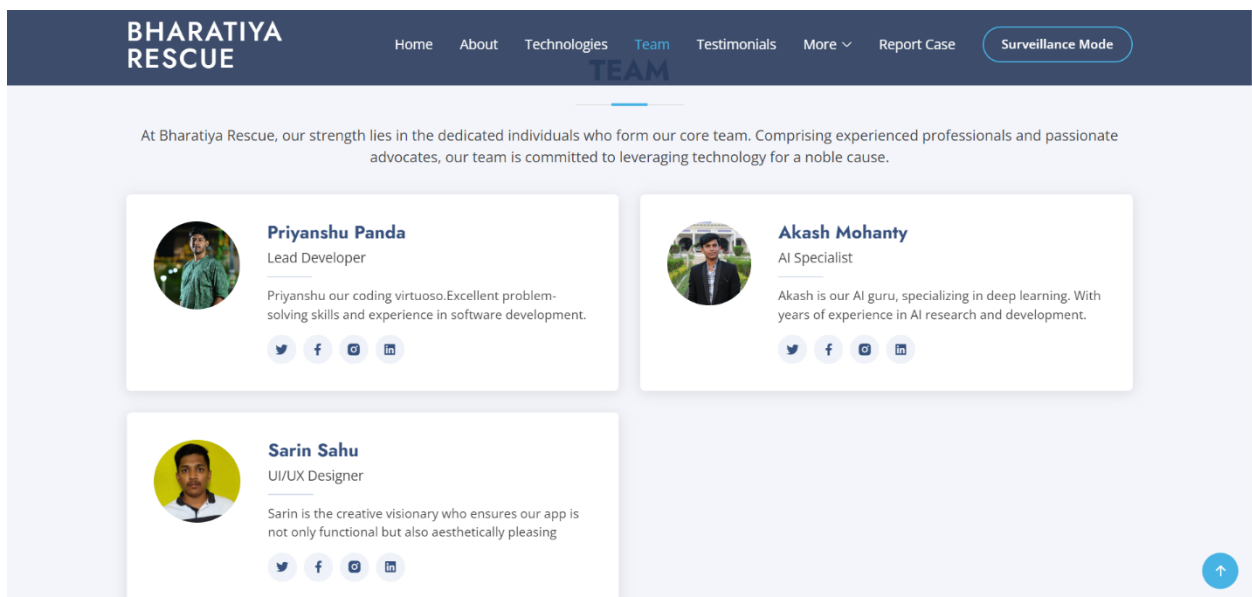 BHARATIYA
RESCUE
Home About Technologies Team Testimonials More Report Case Surveillance Mode
TEAM
At Bharatiya Rescue, our strength lies in the dedicated individuals who form our core team. Comprising experienced professionals and passionate
advocates, our team is committed to leveraging technology for a noble cause.
Priyanshu Panda
Lead Developer
Priyanshu our coding virtuoso.Excellent problem-
solving skills and experience in software development.
Akash Mohanty
AI Specialist
Akash is our AI guru, specializing in deep learning. With
years of experience in AI research and development.
Sarin Sahu
UI/UX Designer
Sarin is the creative visionary who ensures our app is
not only functional but also aesthetically pleasing